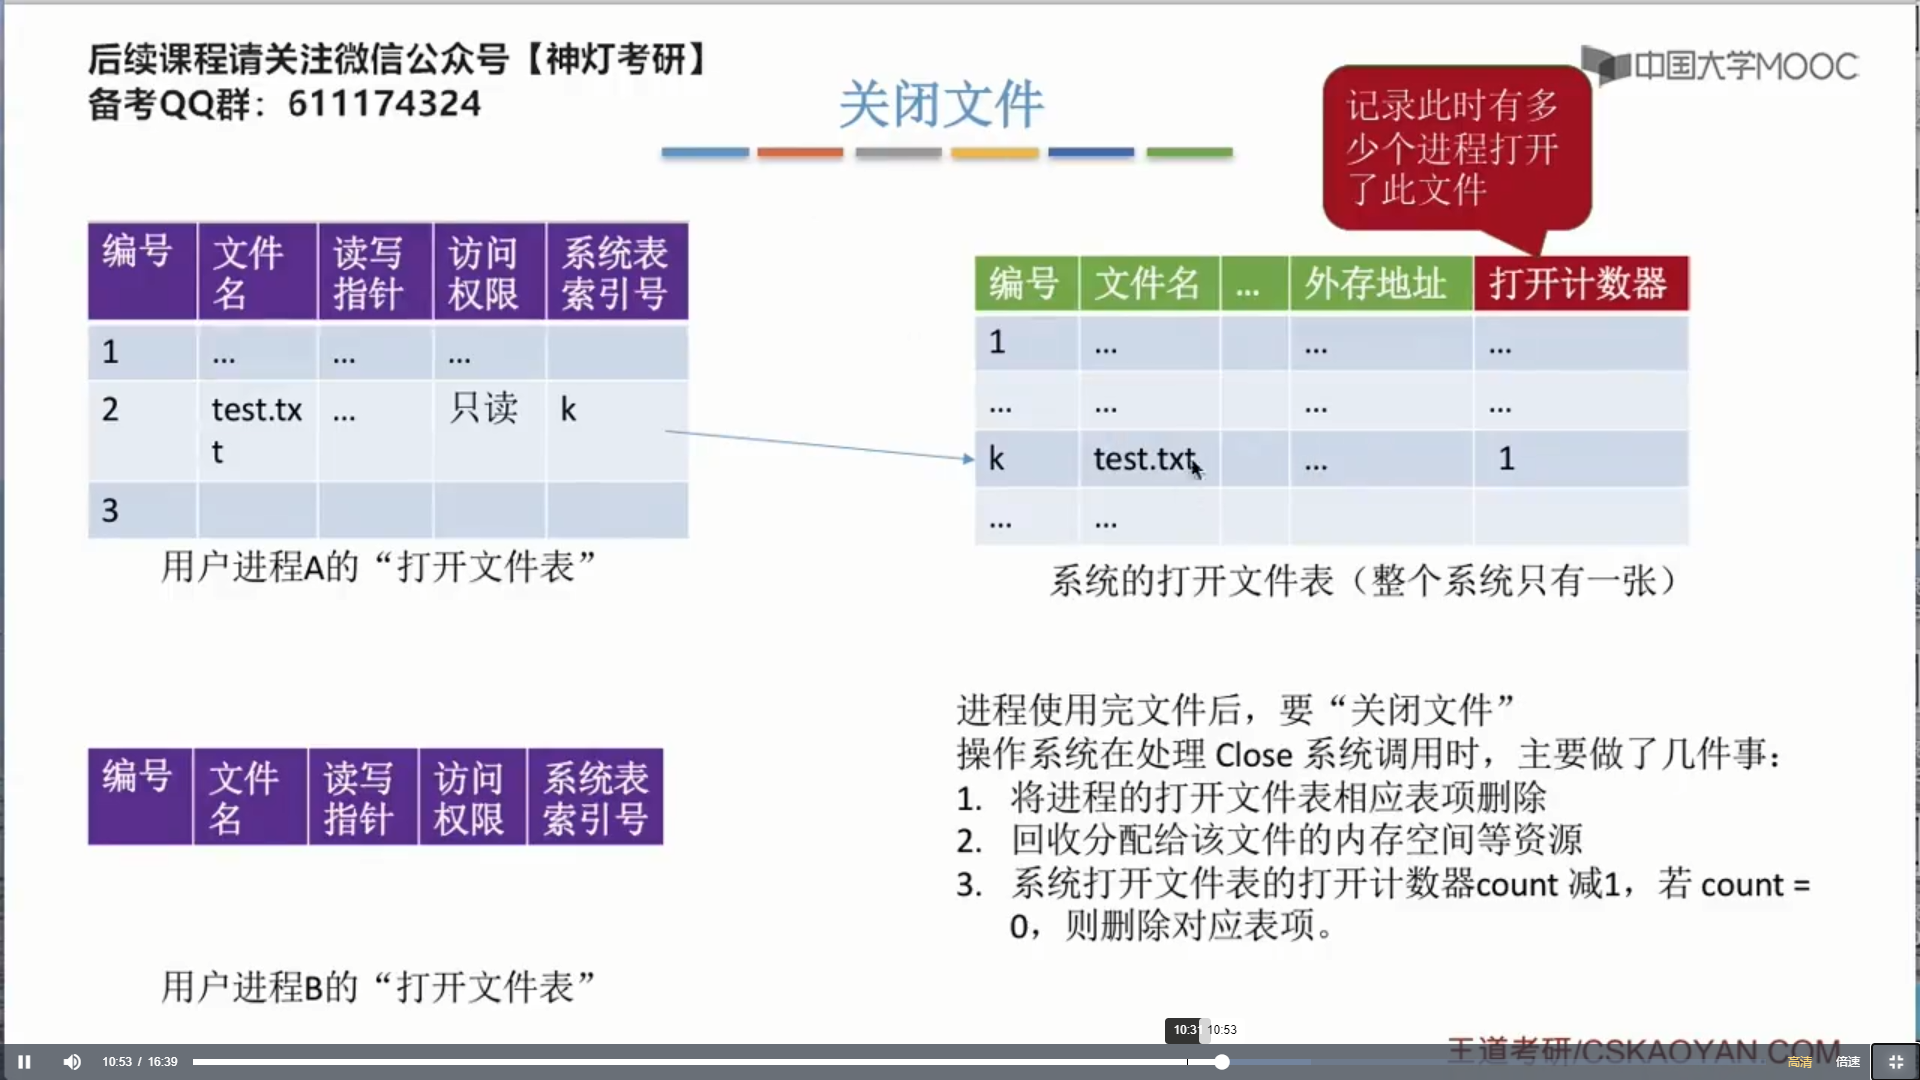 后续课程请关注微信公众号【神灯考研】
备考QQ群：611174324
中国大学MOOC
关闭文件
记录此时有多
少个进程打开
了此文件
编号 文件名 读写指针 访问权限 系统表索引号
1 ... ... ...
2 test.txt ... 只读 k
3
用户进程A的“打开文件表”
编号 文件名 ... 外存地址 打开计数器
1 ... ... ...
... ... ... ...
k test.txt ... 1
... ...
系统的打开文件表（整个系统只有一张）
编号 文件名 读写指针 访问权限 系统表索引号
用户进程B的“打开文件表”
进程使用完文件后，要“关闭文件”
操作系统在处理 Close 系统调用时，主要做了几件事：
1. 将进程的打开文件表相应表项删除
2. 回收分配给该文件的内存空间等资源
3. 系统打开文件表的打开计数器count 减1，若 count =
0，则删除对应表项。
10:31 10:53
王道考研/CSKAOYAN.COM
10:53 / 16:39
高清 倍速